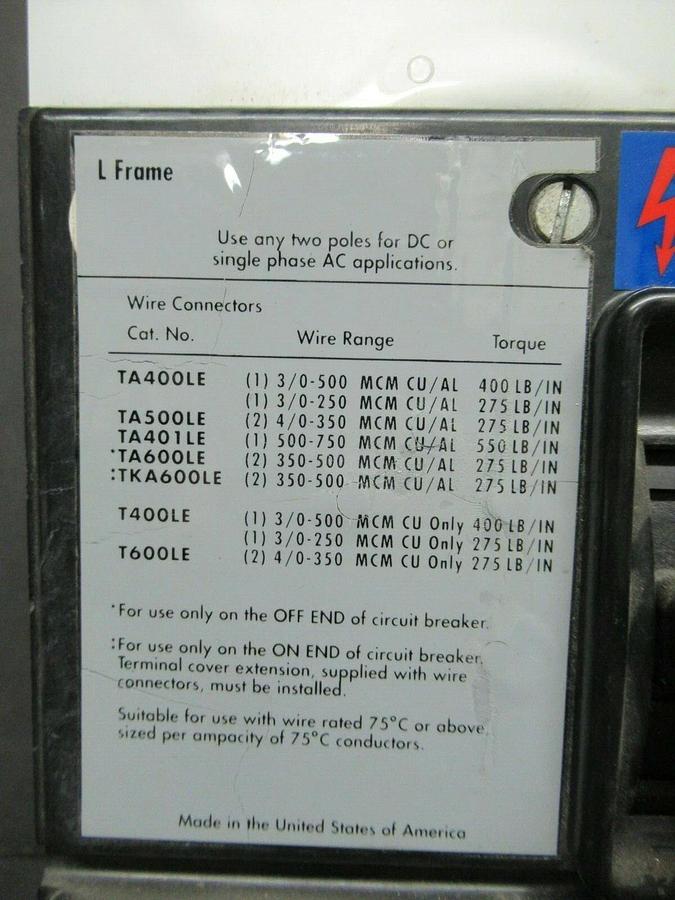 L Frame
Use any two poles for DC or
single phase AC applications.
Wire Connectors
Cat. No. Wire Range Torque
TA400LE (1) 3/0-500 MCM CU/AL 400 LB/IN
(1) 3/0-250 MCM CU/AL 275 LB/IN
TA500LE (2) 4/0-350 MCM CU/AL 275 LB/IN
TA401LE (1) 500-750 MCM CU/AL 550 LB/IN
*TA600LE (2) 350-500 MCM CU/AL 275 LB/IN
‡TKA600LE (2) 350-500 MCM CU/AL 275 LB/IN
T400LE (1) 3/0-500 MCM CU Only 400 LB/IN
(1) 3/0-250 MCM CU Only 275 LB/IN
T600LE (2) 4/0-350 MCM CU Only 275 LB/IN
*For use only on the OFF END of circuit breaker.
‡For use only on the ON END of circuit breaker.
Terminal cover extension, supplied with wire
connectors, must be installed.
Suitable for use with wire rated 75°C or above
sized per ampacity of 75°C conductors.
Made in the United States of America